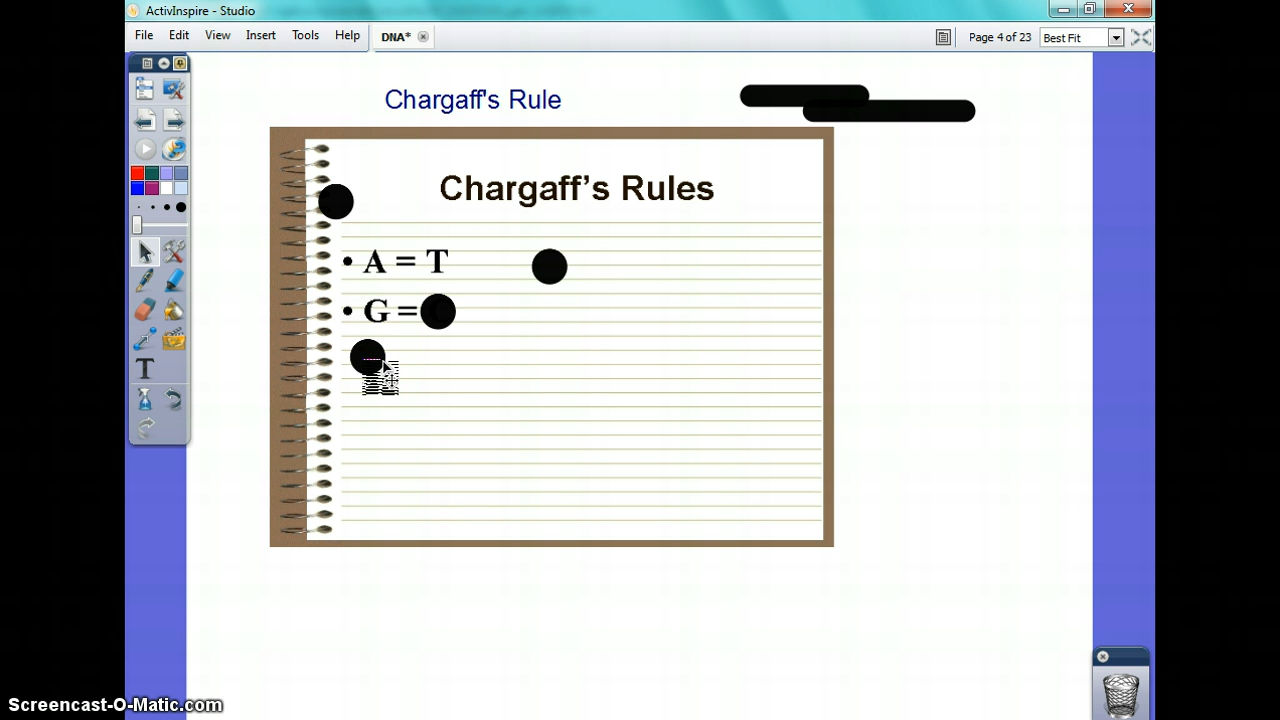 ActivInspire - Studio
File Edit View Insert Tools Help DNA* Page 4 of 23 Best Fit
Chargaff's Rule
Chargaff’s Rules
• A = T
• G =
T
Screencast-O-Matic.com